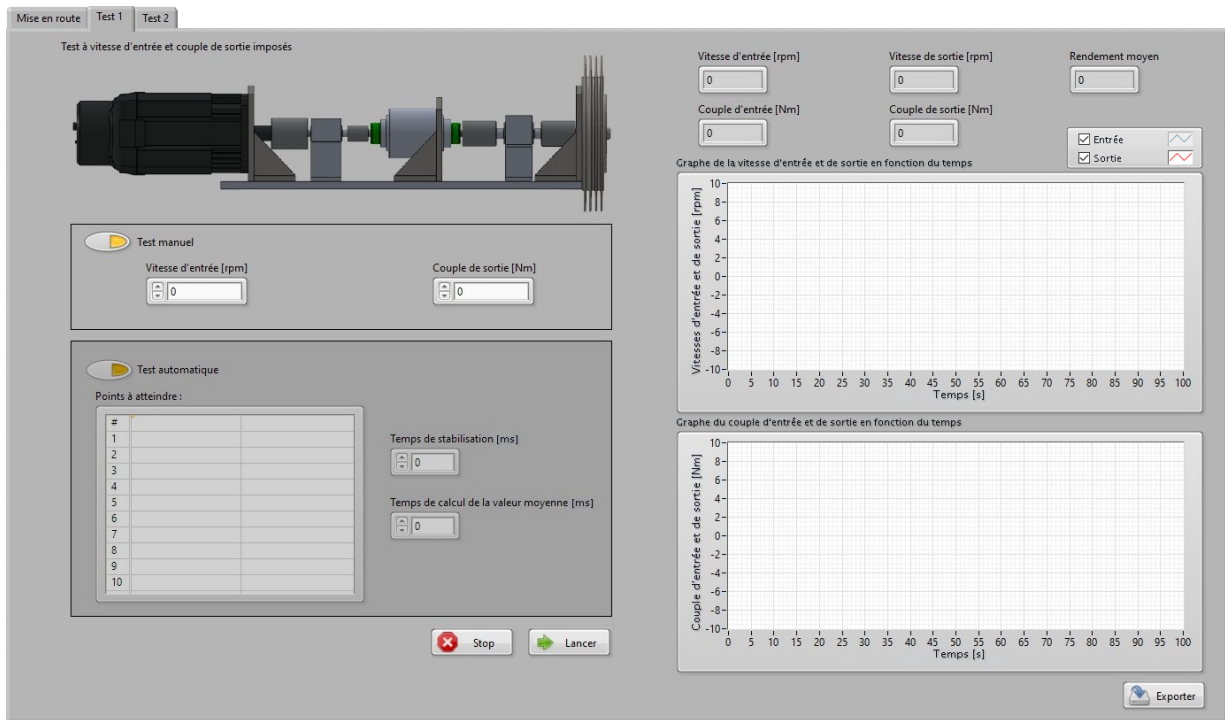 Mise en route Test 1 Test 2
Test à vitesse d'entrée et couple de sortie imposés
Test manuel
Vitesse d'entrée [rpm] Couple de sortie [Nm]
0 0
Test automatique
Points à atteindre :
#
1
2
3
4
5
6
7
8
9
10
Temps de stabilisation [ms]
0
Temps de calcul de la valeur moyenne [ms]
0
Stop Lancer
Vitesse d'entrée [rpm] Vitesse de sortie [rpm] Rendement moyen
0 0 0
Couple d'entrée [Nm] Couple de sortie [Nm]
0 0
Entrée
Sortie
Graphe de la vitesse d'entrée et de sortie en fonction du temps
Vitesses d'entrée et de sortie [rpm]
10
8
6
4
2
0
-2
-4
-6
-8
-10
0 5 10 15 20 25 30 35 40 45 50 55 60 65 70 75 80 85 90 95 100
Temps [s]
Graphe du couple d'entrée et de sortie en fonction du temps
Couple d'entrée et de sortie [Nm]
10
8
6
4
2
0
-2
-4
-6
-8
-10
0 5 10 15 20 25 30 35 40 45 50 55 60 65 70 75 80 85 90 95 100
Temps [s]
Exporter